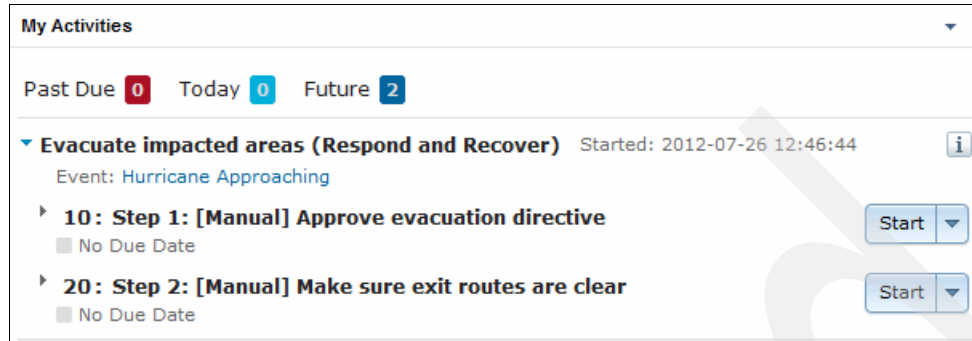 My Activities
Past Due 0 Today 0 Future 2
Evacuate impacted areas (Respond and Recover) Started: 2012-07-26 12:46:44 i
Event: Hurricane Approaching
10: Step 1: [Manual] Approve evacuation directive Start
No Due Date
20: Step 2: [Manual] Make sure exit routes are clear Start
No Due Date